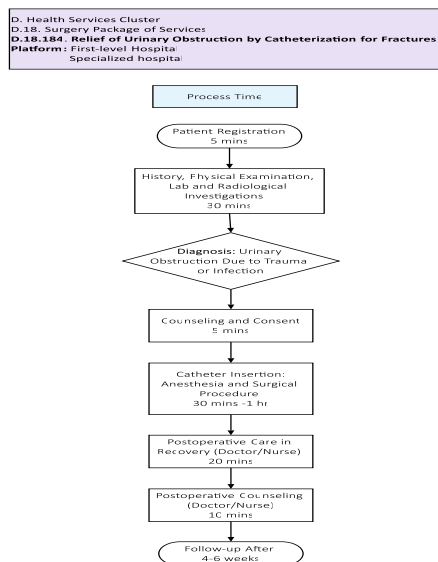 D. Health Services Cluster
D.18. Surgery Package of Services
D.18.184. Relief of Urinary Obstruction by Catheterization for Fractures
Platform: First-level Hospital
Specialized hospital
Process Time
Patient Registration
5 mins
History, Physical Examination,
Lab and Radiological
Investigations
30 mins
Diagnosis: Urinary
Obstruction Due to Trauma
or Infection
Counseling and Consent
5 mins
Catheter Insertion:
Anesthesia and Surgical
Procedure
30 mins -1 hr
Postoperative Care in
Recovery (Doctor/Nurse)
20 mins
Postoperative Counseling
(Doctor/Nurse)
10 mins
Follow-up After
4-6 weeks